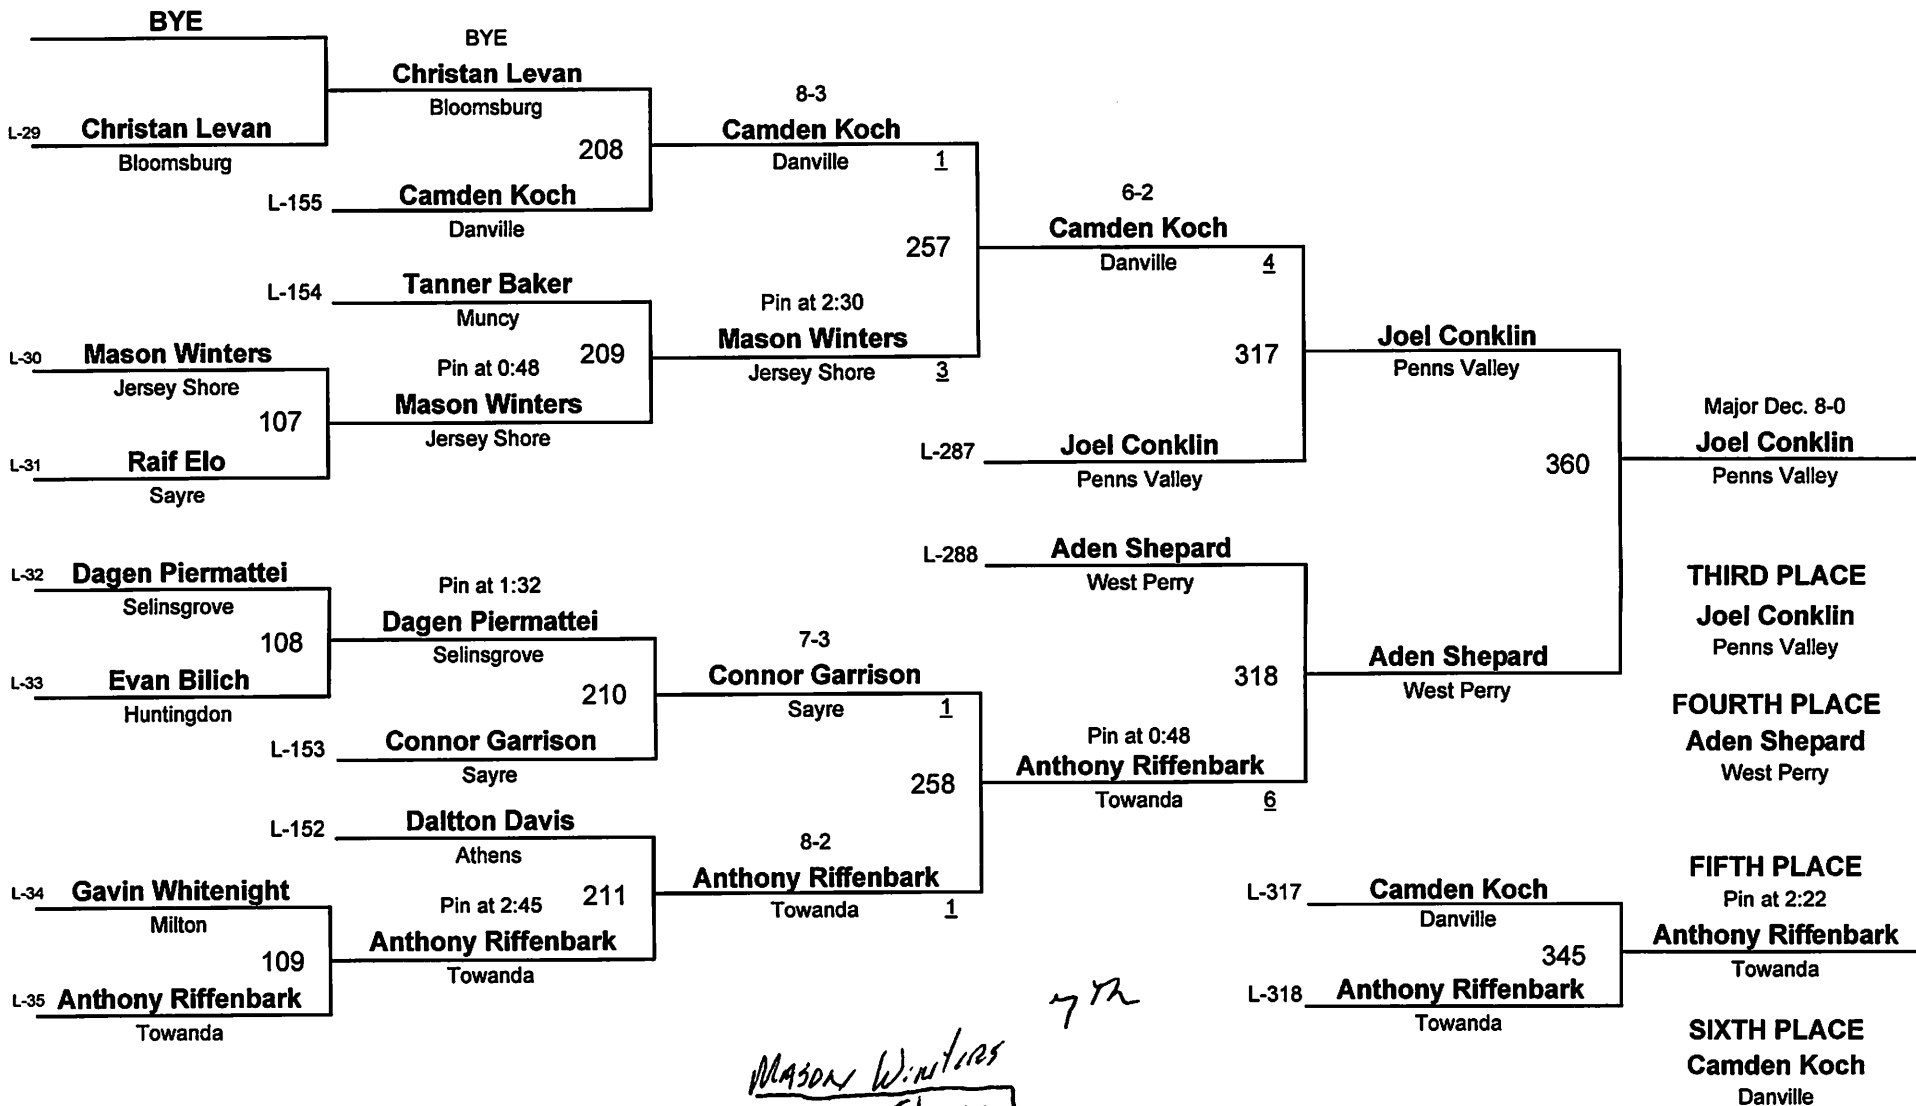 BYE
L-29 Christan Levan
Bloomsburg
BYE
Christan Levan
Bloomsburg
208
L-155 Camden Koch
Danville
8-3
Camden Koch
Danville 1
257
L-154 Tanner Baker
Muncy
209
L-30 Mason Winters
Jersey Shore
107
L-31 Raif Elo
Sayre
Pin at 0:48
Mason Winters
Jersey Shore
Pin at 2:30
Mason Winters
Jersey Shore 3
6-2
Camden Koch
Danville 4
317
L-287 Joel Conklin
Penns Valley
Joel Conklin
Penns Valley
360
Major Dec. 8-0
Joel Conklin
Penns Valley
L-32 Dagen Piermattei
Selinsgrove
108
L-33 Evan Bilich
Huntingdon
Pin at 1:32
Dagen Piermattei
Selinsgrove
210
L-153 Connor Garrison
Sayre
7-3
Connor Garrison
Sayre 1
258
L-152 Daltton Davis
Athens
211
L-34 Gavin Whitenight
Milton
109
L-35 Anthony Riffenbark
Towanda
Pin at 2:45
Anthony Riffenbark
Towanda
8-2
Anthony Riffenbark
Towanda 1
L-288 Aden Shepard
West Perry
318
Pin at 0:48
Anthony Riffenbark
Towanda 6
Aden Shepard
West Perry
THIRD PLACE
Joel Conklin
Penns Valley
FOURTH PLACE
Aden Shepard
West Perry
L-317 Camden Koch
Danville
345
L-318 Anthony Riffenbark
Towanda
FIFTH PLACE
Pin at 2:22
Anthony Riffenbark
Towanda
SIXTH PLACE
Camden Koch
Danville
7th
Mason Winters